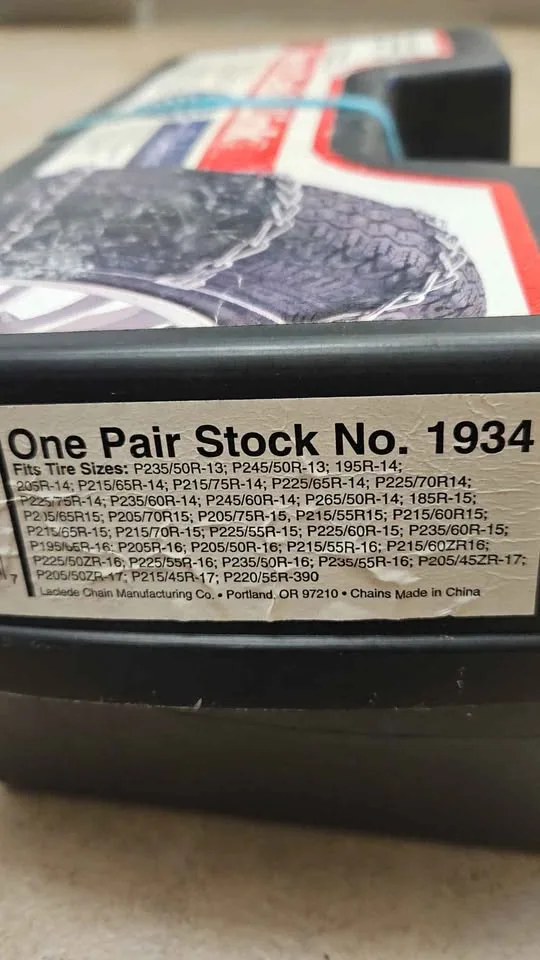 One Pair Stock No. 1934
Fits Tire Sizes: P235/50R-13; P245/50R-13; 195R-14;
205R-14; P215/65R-14; P215/75R-14; P225/65R-14; P225/70R14;
P225/75R-14; P235/60R-14; P245/60R-14; P265/50R-14; 185R-15;
P215/65R15; P205/70R15; P205/75R-15, P215/55R15; P215/60R15;
P215/65R-15; P215/70R-15; P225/55R-15; P225/60R-15; P235/60R-15;
P195/65R-16: P205R-16; P205/50R-16; P215/55R-16; P215/60ZR16;
P225/50ZR-16; P225/55R-16; P235/50R-16; P235/55R-16; P205/45ZR-17;
P205/50ZR-17; P215/45R-17; P220/55R-390
Laclede Chain Manufacturing Co. • Portland, OR 97210 • Chains Made in China
7